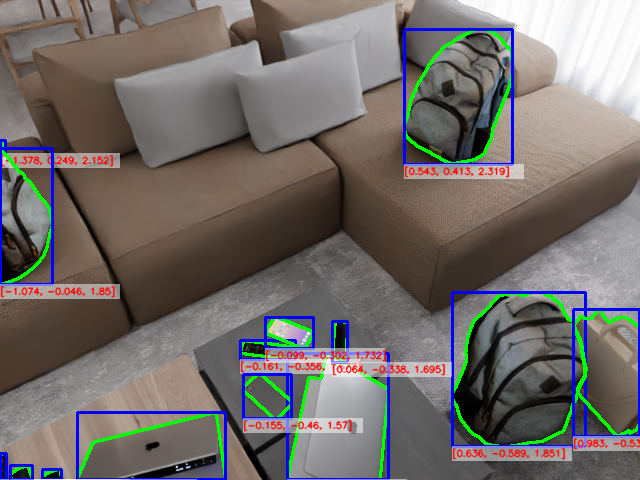 [-1.378, 0.249, 2.152]
[0.543, 0.413, 2.319]
[-1.074, -0.046, 1.85]
[-0.099, -0.302, 1.732]
[-0.161, -0.356,
[0.064, -0.338, 1.695]
[-0.155, -0.46, 1.57]
[0.636, -0.589, 1.851]
[0.983, -0.53